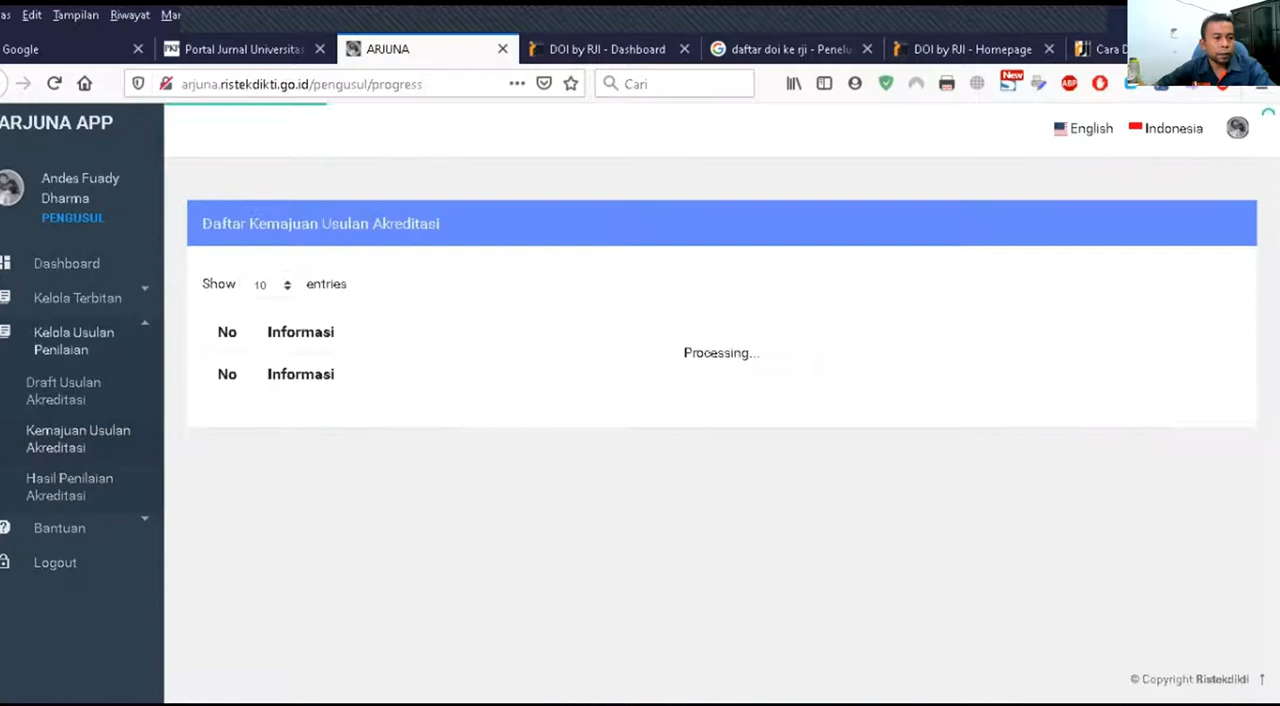 Edit Tampilan Riwayat
Google
Portal Jurnal Universitas
ARJUNA
DOI by RJI - Dashboard
daftar doi ke rji - Penelu
DOI by RJI - Homepage
Cara D
arjuna.ristekdikti.go.id/pengusul/progress
Cari
New
ABP
ARJUNA APP
English
Indonesia
Andes Fuady
Dharma
PENGUSUL
Dashboard
Kelola Terbitan
Kelola Usulan
Penilaian
Draft Usulan
Akreditasi
Kemajuan Usulan
Akreditasi
Hasil Penilaian
Akreditasi
Bantuan
Logout
Daftar Kemajuan Usulan Akreditasi
Show 10 entries
No Informasi
Processing...
No Informasi
© Copyright Ristekdikti ↑